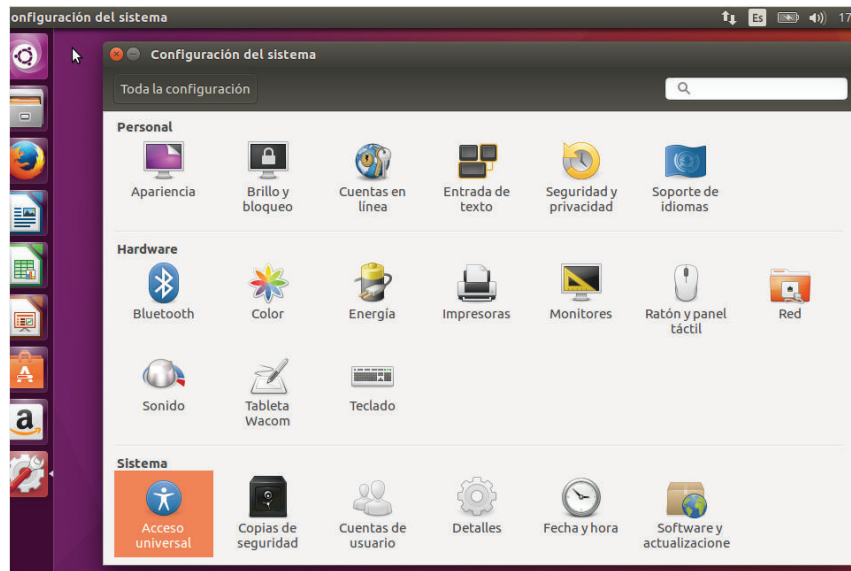 onfiguración del sistema
Es
17
Configuración del sistema
Toda la configuración
Personal
Apariencia
Brillo y
bloqueo
Cuentas en
línea
Entrada de
texto
Seguridad y
privacidad
Soporte de
idiomas
Hardware
Bluetooth
Color
Energía
Impresoras
Monitores
Ratón y panel
táctil
Red
Sonido
Tableta
Wacom
Teclado
Sistema
Acceso
universal
Copias de
seguridad
Cuentas de
usuario
Detalles
Fecha y hora
Software y
actualizacione